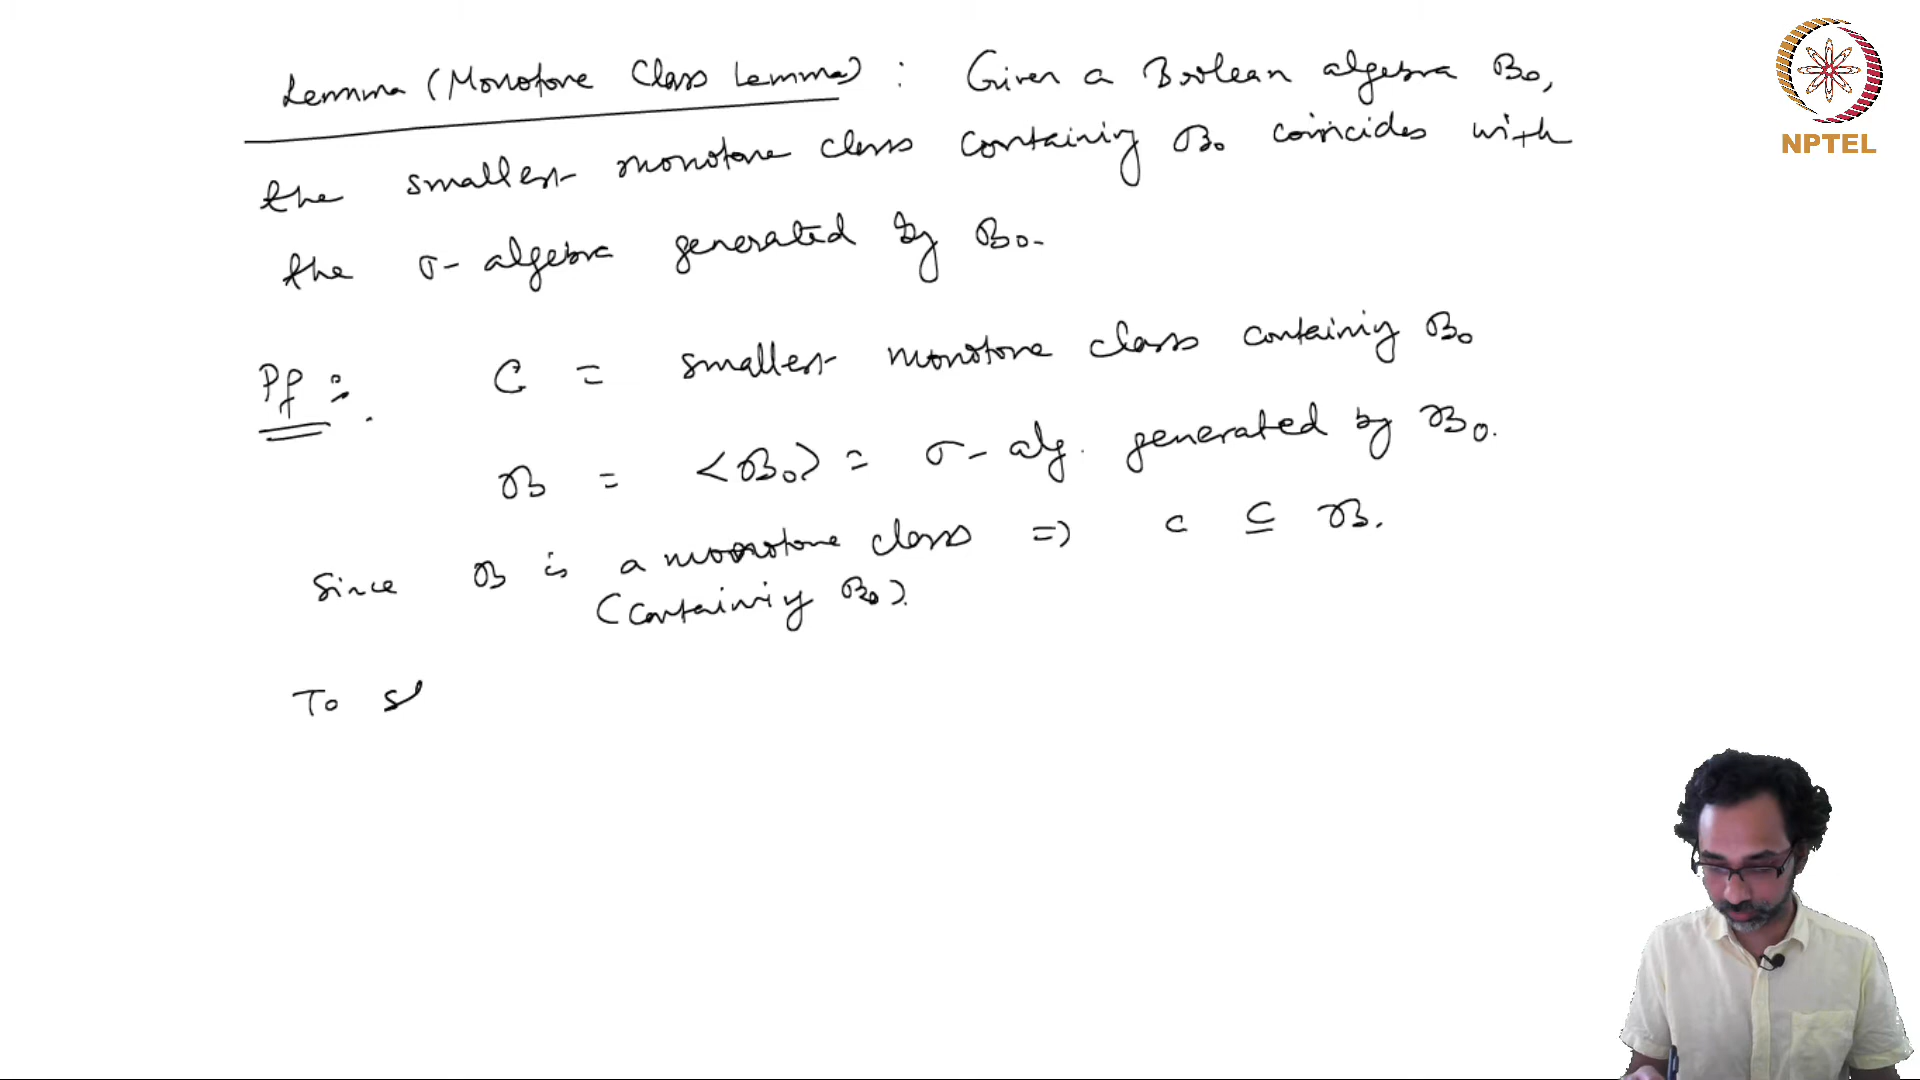 Lemma (Monotone Class Lemma) : Given a Boolean algebra B₀,
the smallest monotone class containing B₀ coincides with
the σ- algebra generated by B₀.
Pf :. C = smallest monotone class containing B₀
B = <B₀> = σ- alg. generated by B₀.
Since B is a monotone class => C ⊆ B.
(containing B₀).
To s
NPTEL